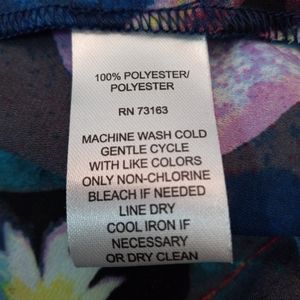 100% POLYESTER/
POLYESTER
RN 73163
MACHINE WASH COLD
GENTLE CYCLE
WITH LIKE COLORS
ONLY NON-CHLORINE
BLEACH IF NEEDED
LINE DRY
COOL IRON IF
NECESSARY
OR DRY CLEAN